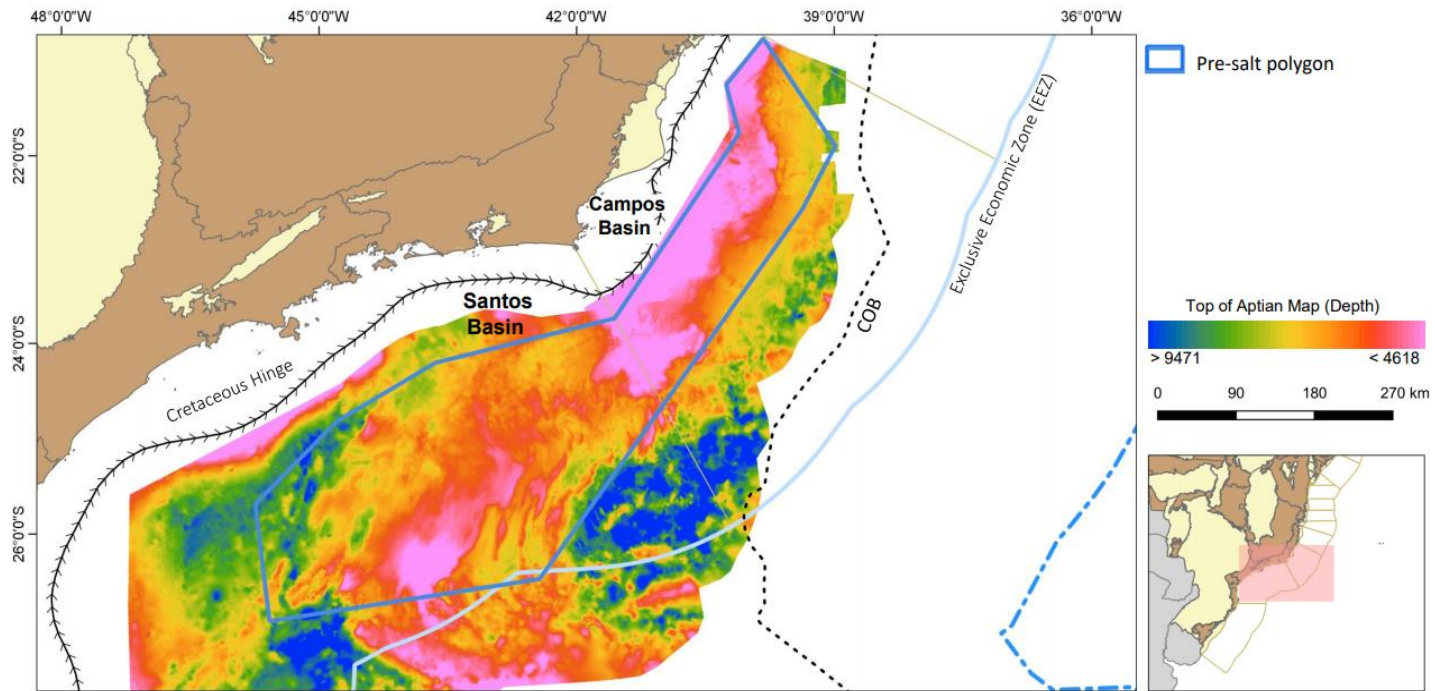 48°0'0"W
45°0'0"W
42°0'0"W
39°0'0"W
36°0'0"W
22°0'0"S
24°0'0"S
26°0'0"S
Campos
Basin
Santos
Basin
Cretaceous Hinge
COB
Exclusive Economic Zone (EEZ)
Pre-salt polygon
Top of Aptian Map (Depth)
> 9471
< 4618
0 90 180 270 km